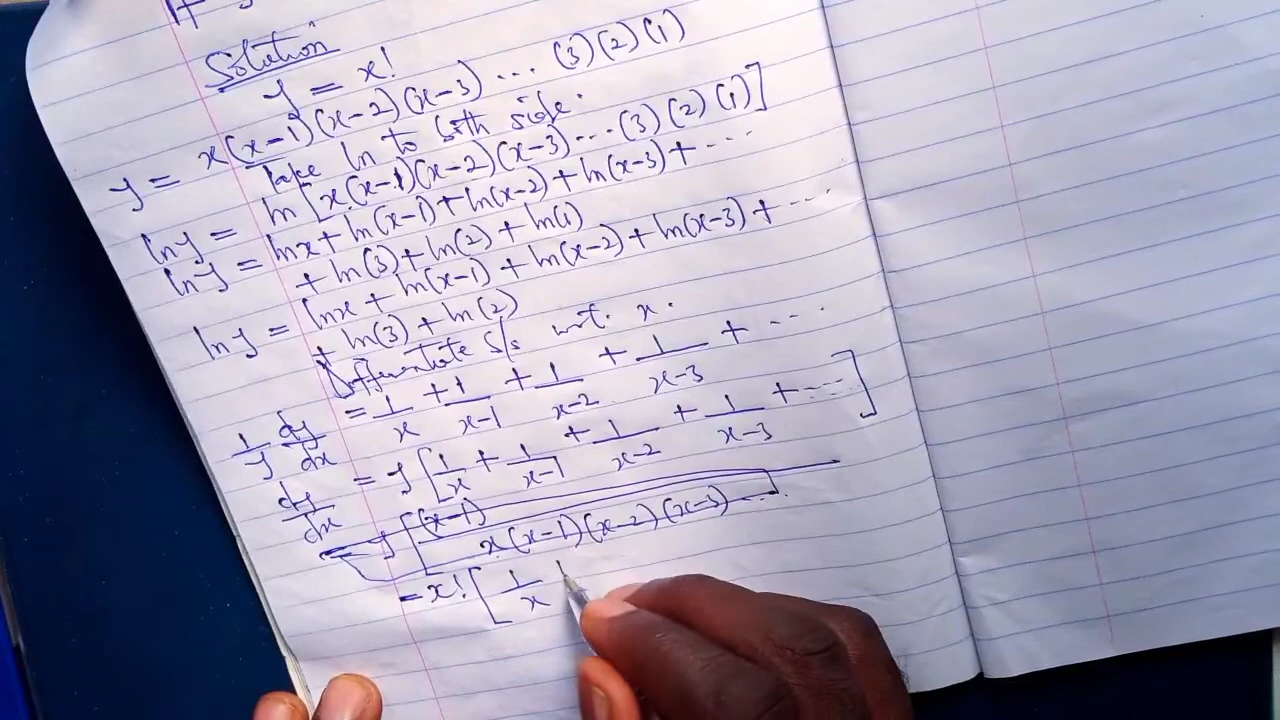 Solution
y = x!
y = x(x-1)(x-2)(x-3) ... (3)(2)(1)
Take ln to both side.
ln y = ln[x(x-1)(x-2)(x-3)...(3)(2)(1)]
ln y = ln x + ln(x-1) + ln(x-2) + ln(x-3) + ...
+ ln(3) + ln(2) + ln(1)
ln y = ln x + ln(x-1) + ln(x-2) + ln(x-3) + ...
+ ln(3) + ln(2)
Differentiate b/s wrt. x.
1/y dy/dx = 1/x + 1/x-1 + 1/x-2 + 1/x-3 + ...
dy/dx = y[1/x + 1/x-1 + 1/x-2 + 1/x-3 + ...]
y[(x-1)
x(x-1)(x-2)(x-3)....
= x! [1/x